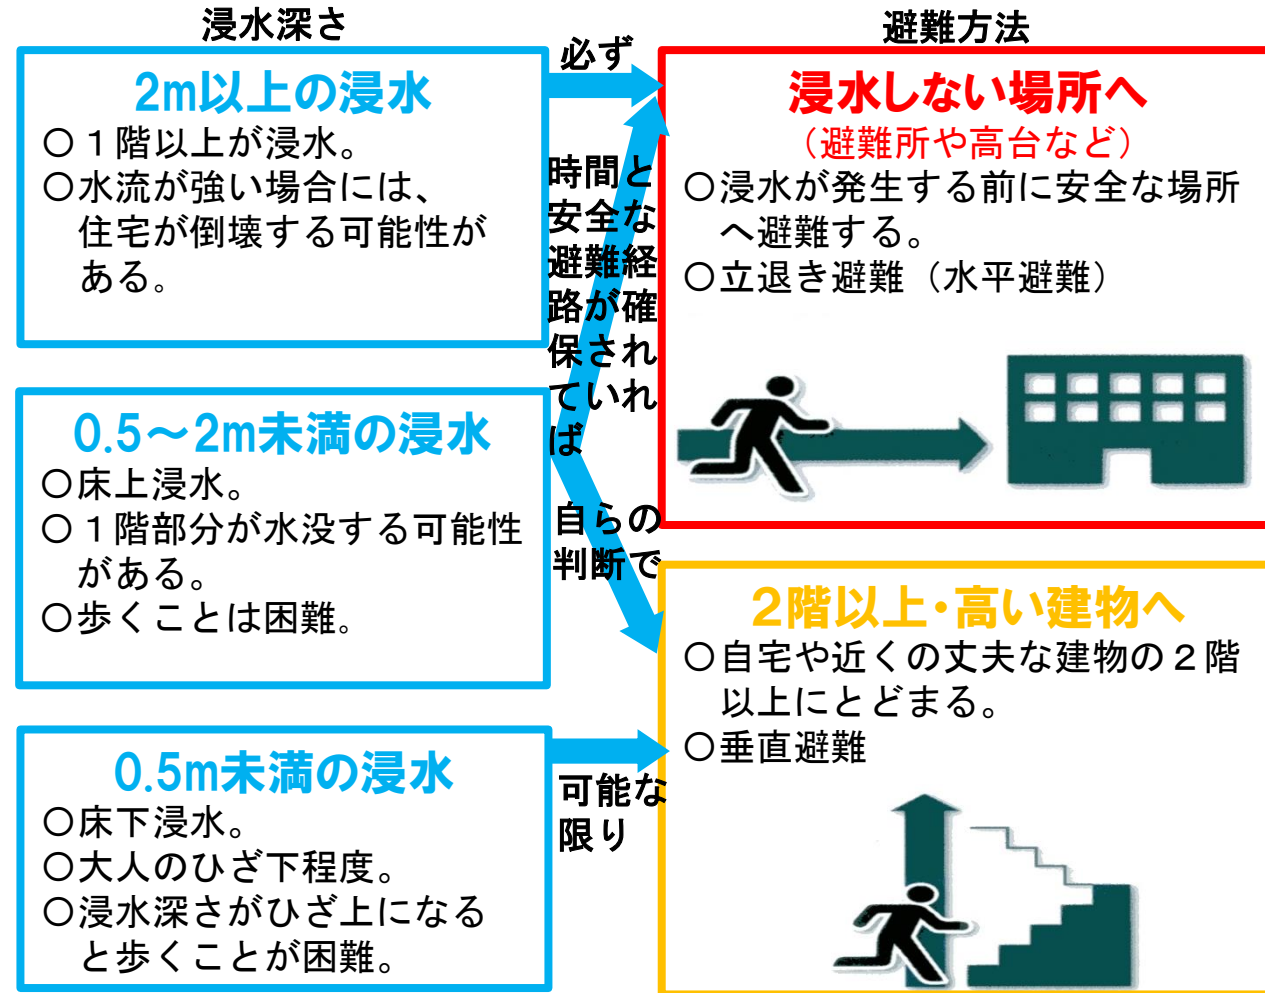 浸水深さ
2m以上の浸水
○１階以上が浸水。
○水流が強い場合には、
住宅が倒壊する可能性が
ある。
0.5～2m未満の浸水
○床上浸水。
○１階部分が水没する可能性
がある。
○歩くことは困難。
0.5m未満の浸水
○床下浸水。
○大人のひざ下程度。
○浸水深さがひざ上になる
と歩くことが困難。
必ず
時間と
安全な
避難経
路が確
保され
ていれ
ば
自らの
判断で
可能な
限り
避難方法
浸水しない場所へ
（避難所や高台など）
○浸水が発生する前に安全な場所
へ避難する。
○立退き避難（水平避難）
2階以上・高い建物へ
○自宅や近くの丈夫な建物の２階
以上にとどまる。
○垂直避難